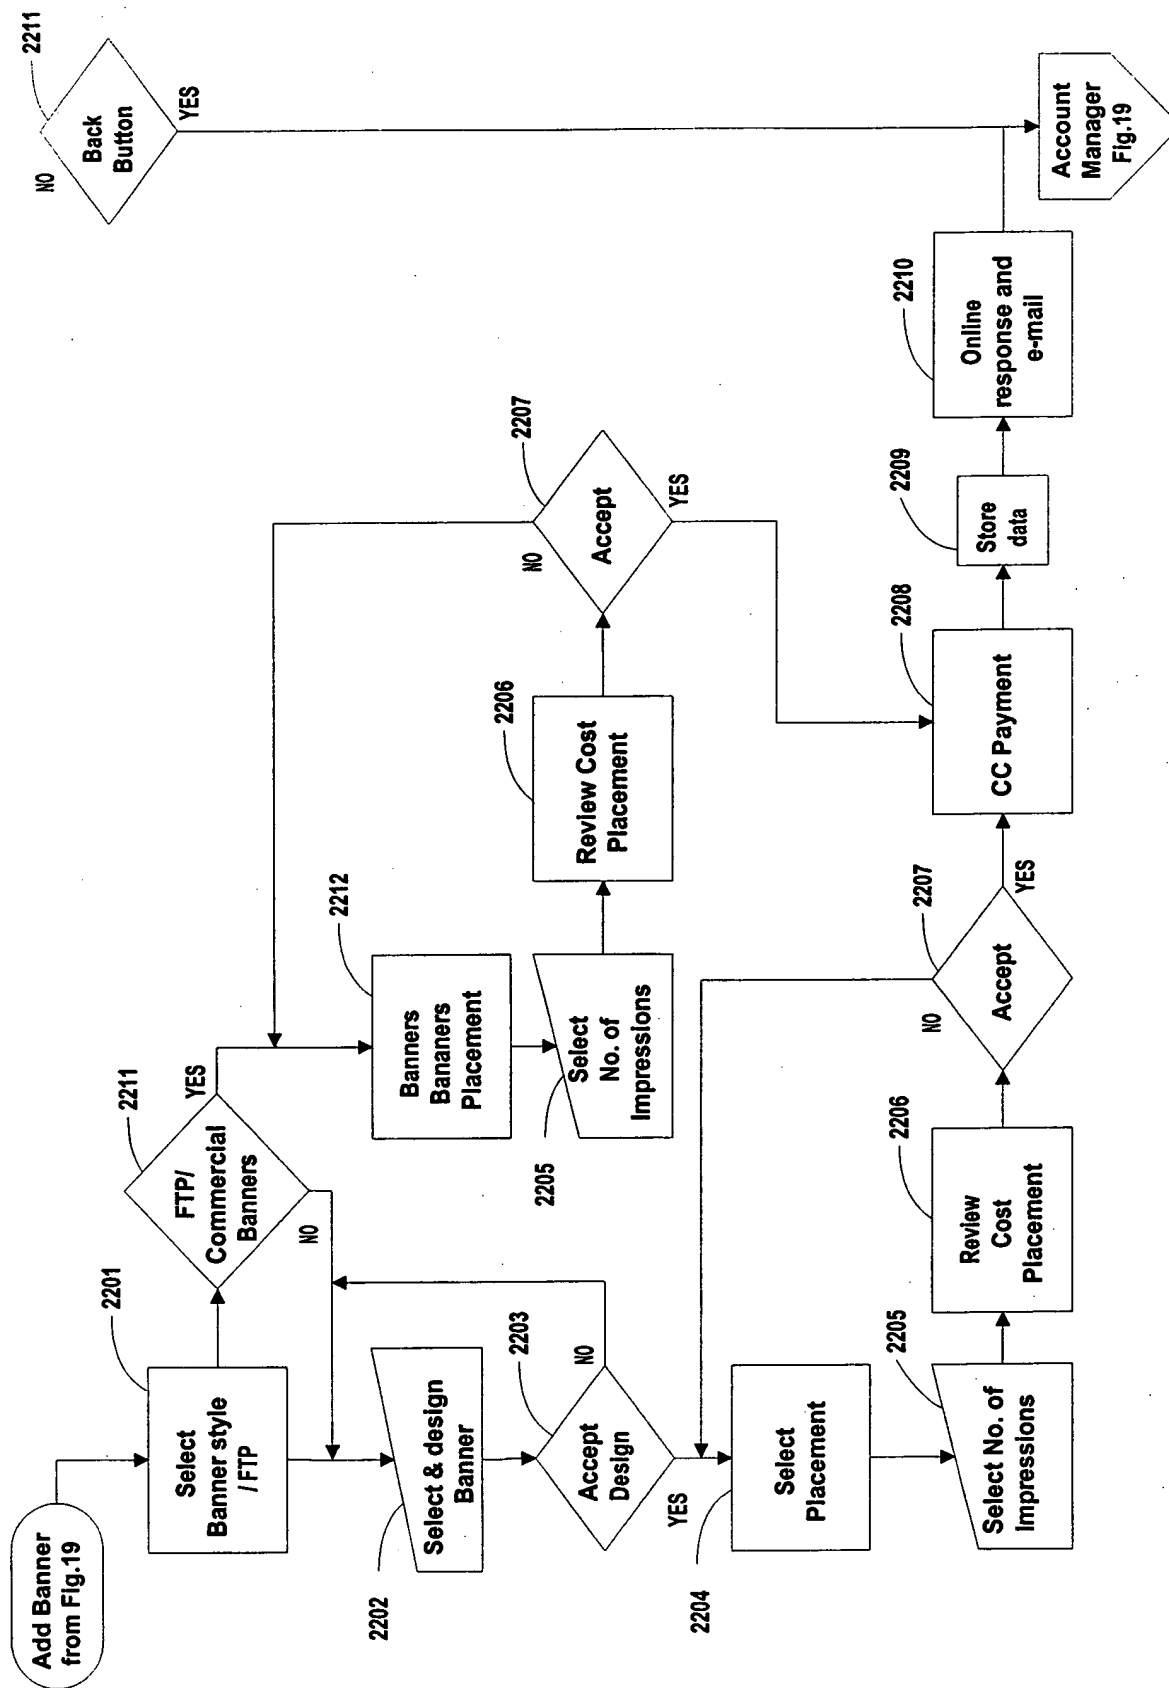 Add Banner
from Fig.19
2201
Select
Banner style
/ FTP
2211
FTP/
Commercial
Banners
YES
NO
2202
Select & design
Banner
2203
Accept
Design
NO
YES
2204
Select
Placement
2205
Select No. of
Impressions
2206
Review
Cost
Placement
2207
Accept
NO
YES
2212
Banners
Bananers
Placement
2205
Select
No. of
Impressions
2206
Review Cost
Placement
2207
Accept
NO
YES
2208
CC Payment
2209
Store
data
2210
Online
response and
e-mail
2211
Back
Button
NO
YES
Account
Manager
Fig.19